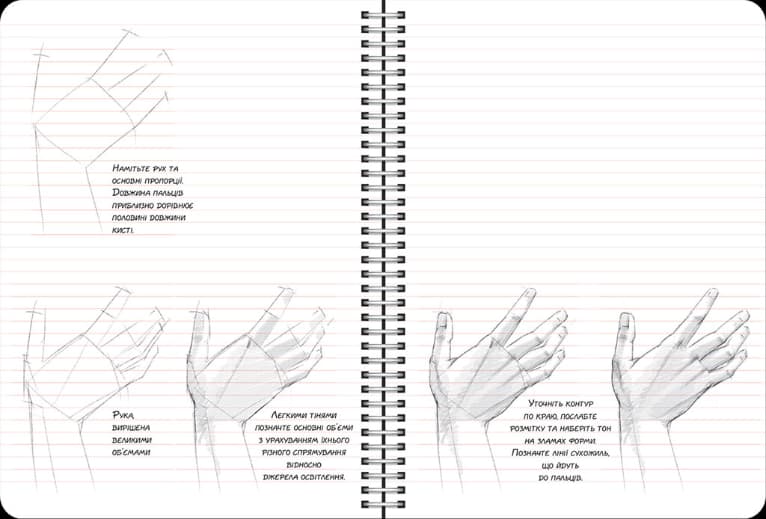 Намітьте рух та
основні пропорції.
Довжина пальців
приблизно дорівнює
половині довжини
кисті.
Рука,
вирішена
великими
об'ємами
Легкими тінями
позначте основні об'єми
з урахуванням їхнього
різного спрямування
відносно
джерела освітлення.
Уточніть контур
по краю, послабте
розмітку та наберіть тон
на зламах форми.
Позначте лінії сухожиль,
що йдуть
до пальців.